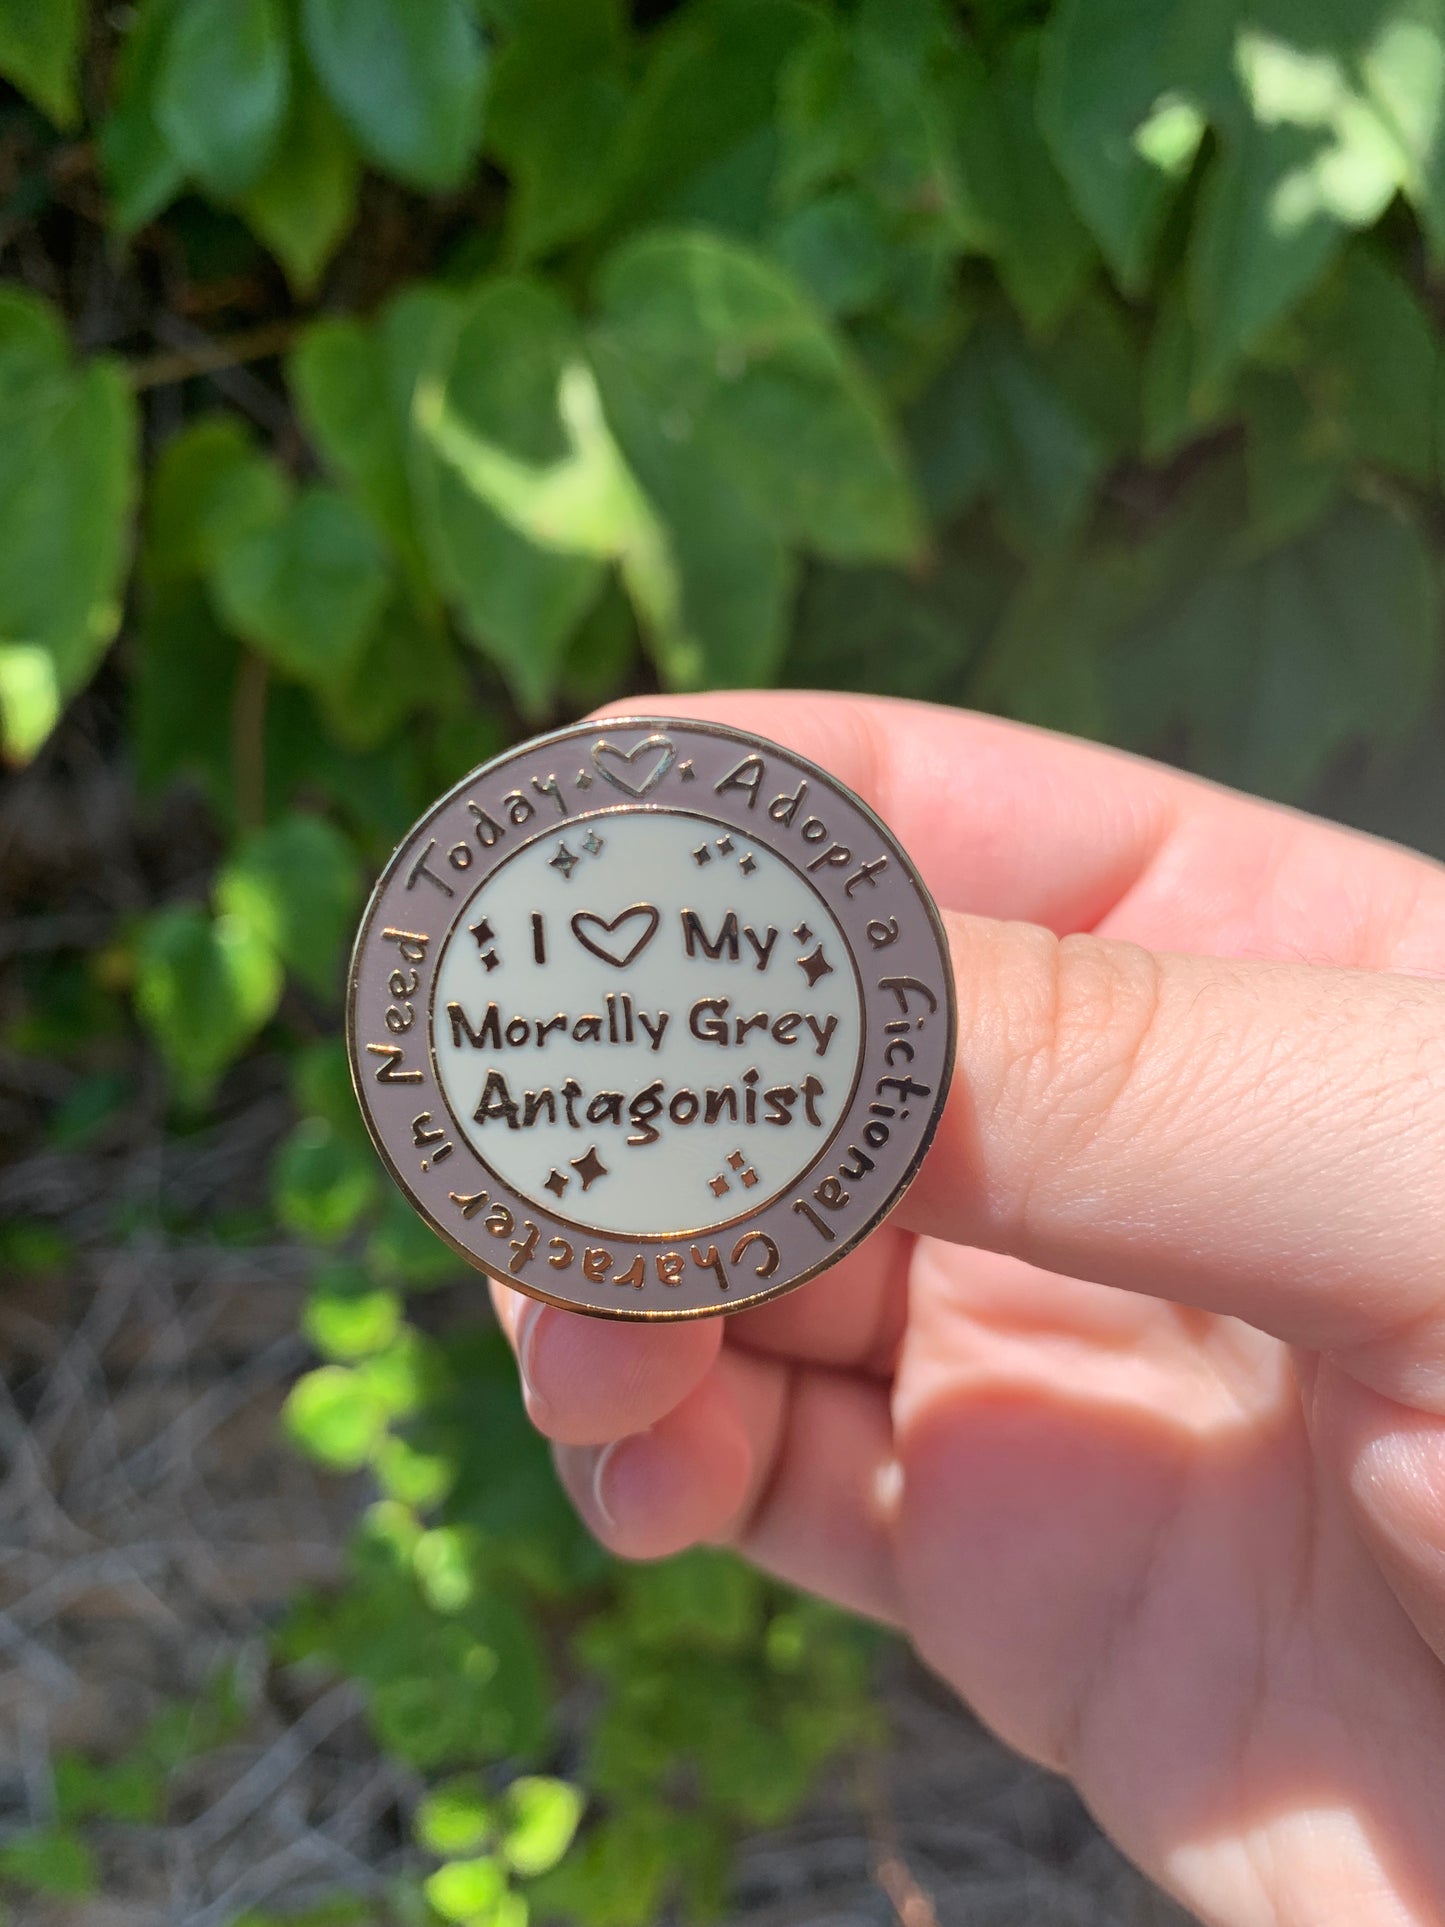 Adopt a Fictional Character in Need Today
I ♡ My
Morally Grey
Antagonist